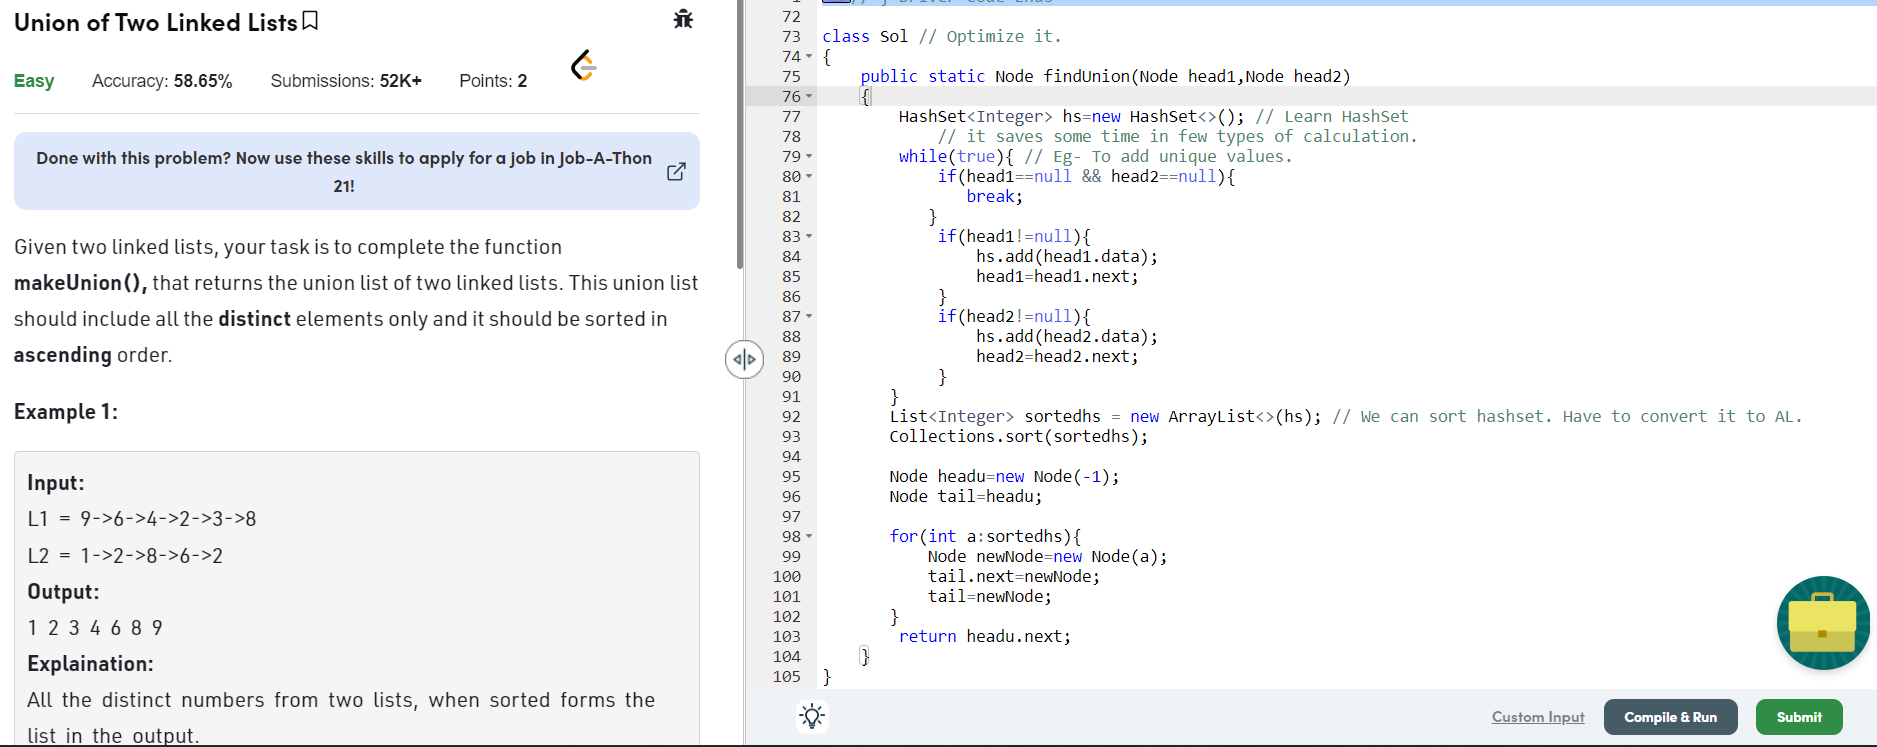 Union of Two Linked Lists
Easy Accuracy: 58.65% Submissions: 52K+ Points: 2
Done with this problem? Now use these skills to apply for a job in Job-A-Thon
21!
Given two linked lists, your task is to complete the function
makeUnion(), that returns the union list of two linked lists. This union list
should include all the distinct elements only and it should be sorted in
ascending order.
Example 1:
Input:
L1 = 9->6->4->2->3->8
L2 = 1->2->8->6->2
Output:
1 2 3 4 6 8 9
Explaination:
All the distinct numbers from two lists, when sorted forms the
list in the output.
72
73 class Sol // Optimize it.
74 {
75 public static Node findUnion(Node head1,Node head2)
76 {
77 HashSet<Integer> hs=new HashSet<>(); // Learn HashSet
78 // it saves some time in few types of calculation.
79 while(true){ // Eg- To add unique values.
80 if(head1==null && head2==null){
81 break;
82 }
83 if(head1!=null){
84 hs.add(head1.data);
85 head1=head1.next;
86 }
87 if(head2!=null){
88 hs.add(head2.data);
89 head2=head2.next;
90 }
91 }
92 List<Integer> sortedhs = new ArrayList<>(hs); // We can sort hashset. Have to convert it to AL.
93 Collections.sort(sortedhs);
94
95 Node headu=new Node(-1);
96 Node tail=headu;
97
98 for(int a:sortedhs){
99 Node newNode=new Node(a);
100 tail.next=newNode;
101 tail=newNode;
102 }
103 return headu.next;
104 }
105 }
Custom Input Compile & Run Submit